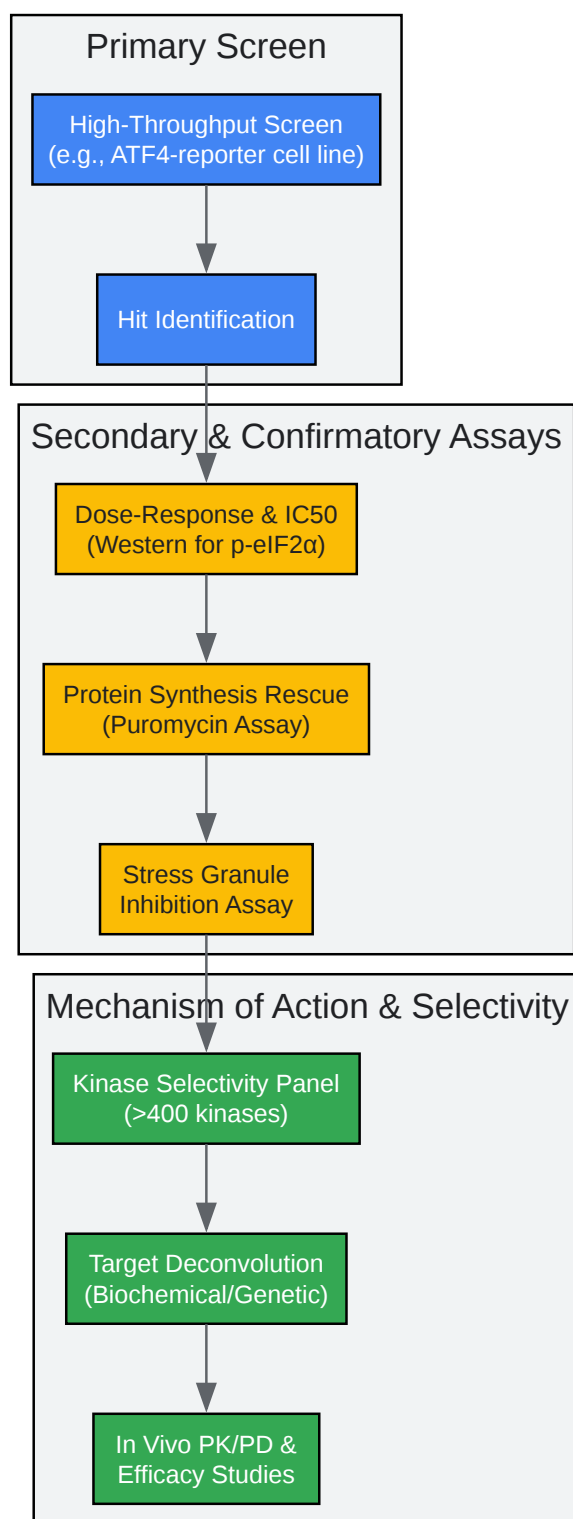 Primary Screen
High-Throughput Screen
(e.g., ATF4-reporter cell line)
Hit Identification
Secondary & Confirmatory Assays
Dose-Response & IC50
(Western for p-eIF2α)
Protein Synthesis Rescue
(Puromycin Assay)
Stress Granule
Inhibition Assay
Mechanism of Action & Selectivity
Kinase Selectivity Panel
(>400 kinases)
Target Deconvolution
(Biochemical/Genetic)
In Vivo PK/PD &
Efficacy Studies